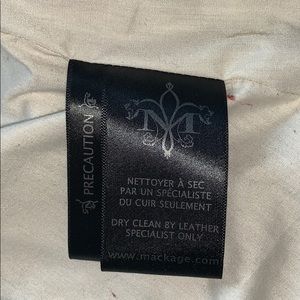 PRECAUTION
M
NETTOYER À SEC
PAR UN SPÉCIALISTE
DU CUIR SEULEMENT
DRY CLEAN BY LEATHER
SPECIALIST ONLY
www.mackage.com